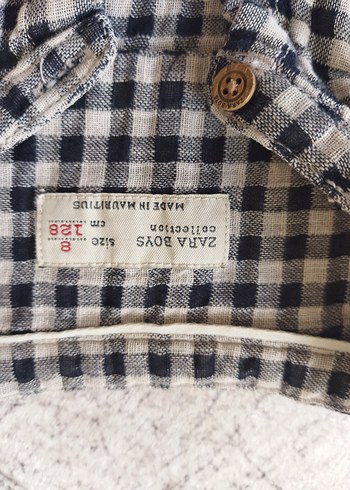 ZARA BOYS
collection
size 8
cm 128
MADE IN MAURITIUS